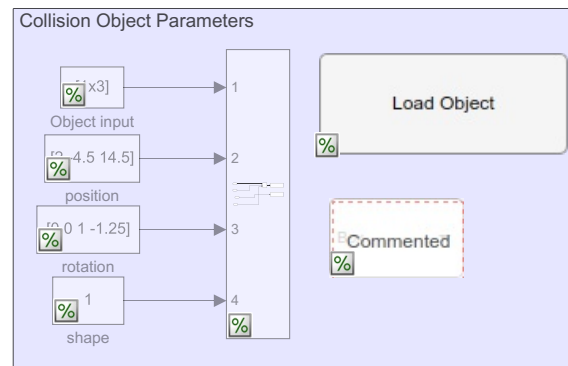 Collision Object Parameters
x3]
1
Object input
Load Object
-4.5 14.5]
2
position
Commented
0 1 -1.25]
3
rotation
1
4
shape